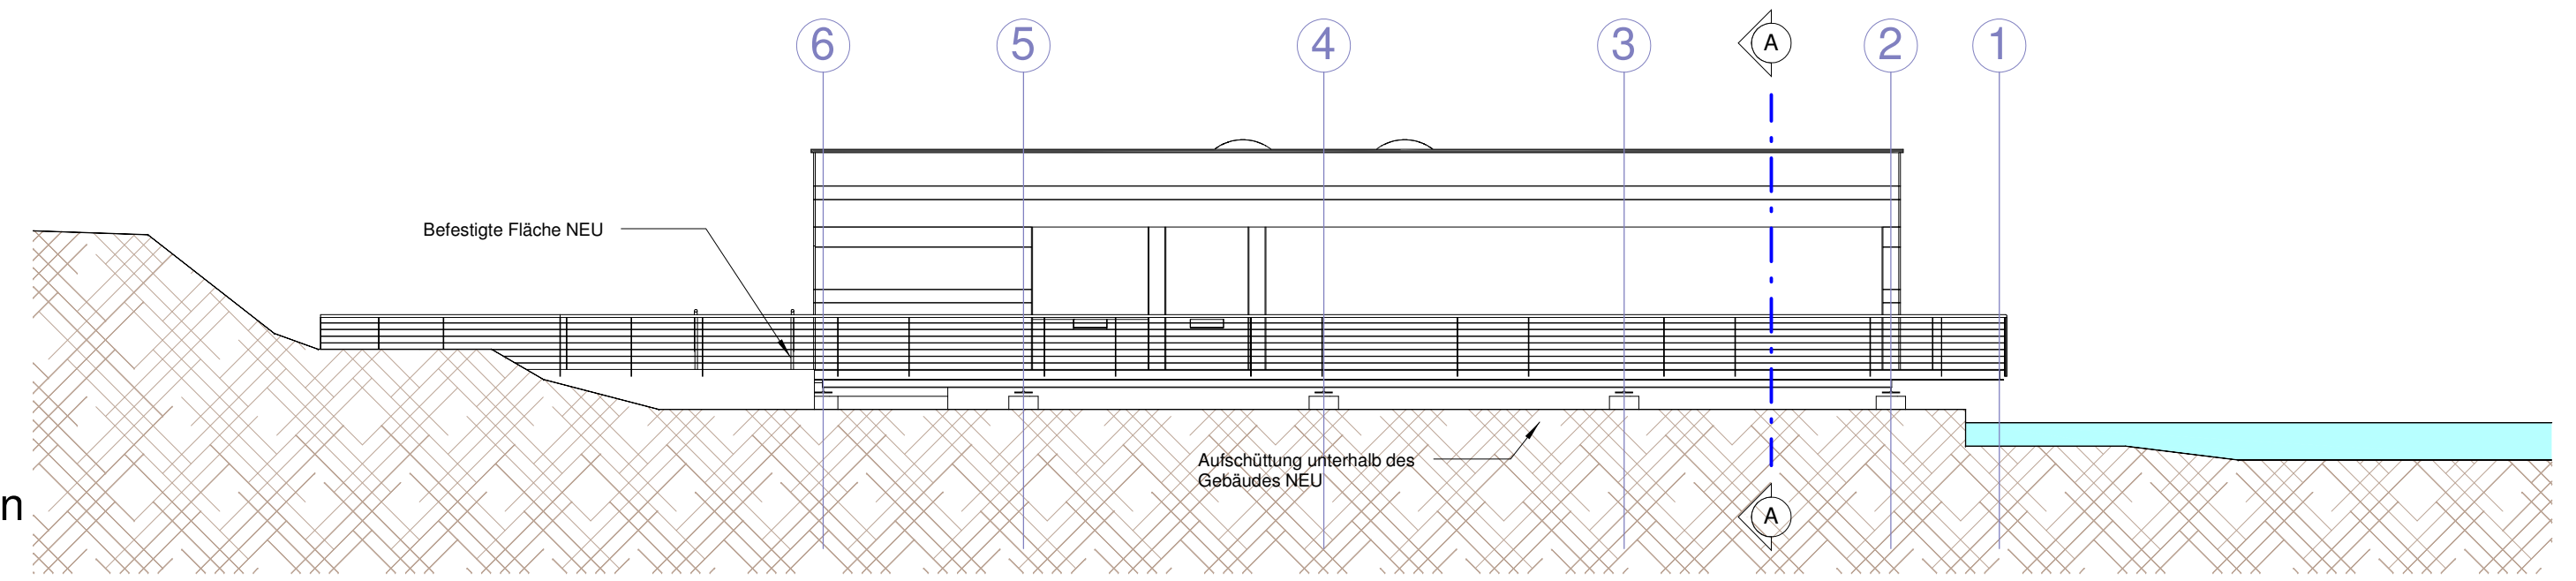 6 5 4 3 A 2 1
Befestigte Fläche NEU
Aufschüttung unterhalb des
Gebäudes NEU
n
A